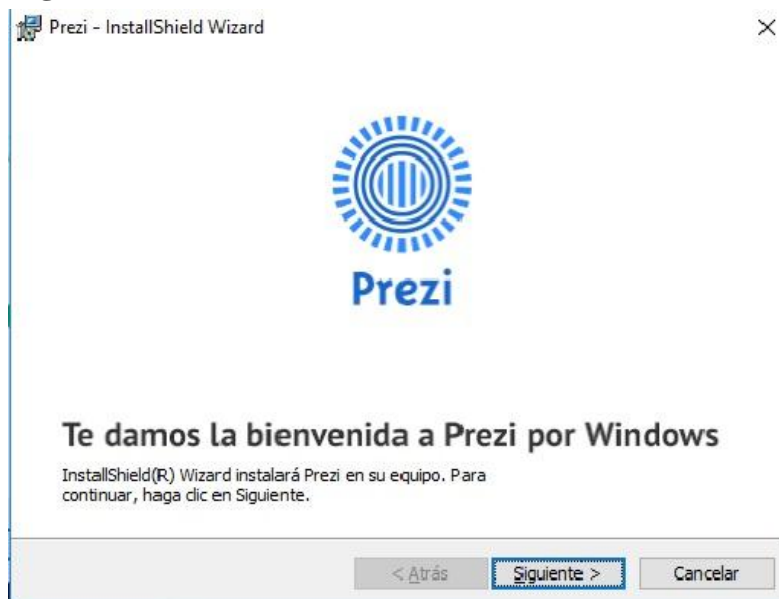 Prezi - InstallShield Wizard
Prezi
Te damos la bienvenida a Prezi por Windows
InstallShield(R) Wizard instalará Prezi en su equipo. Para
continuar, haga clic en Siguiente.
< Atrás Siguiente > Cancelar